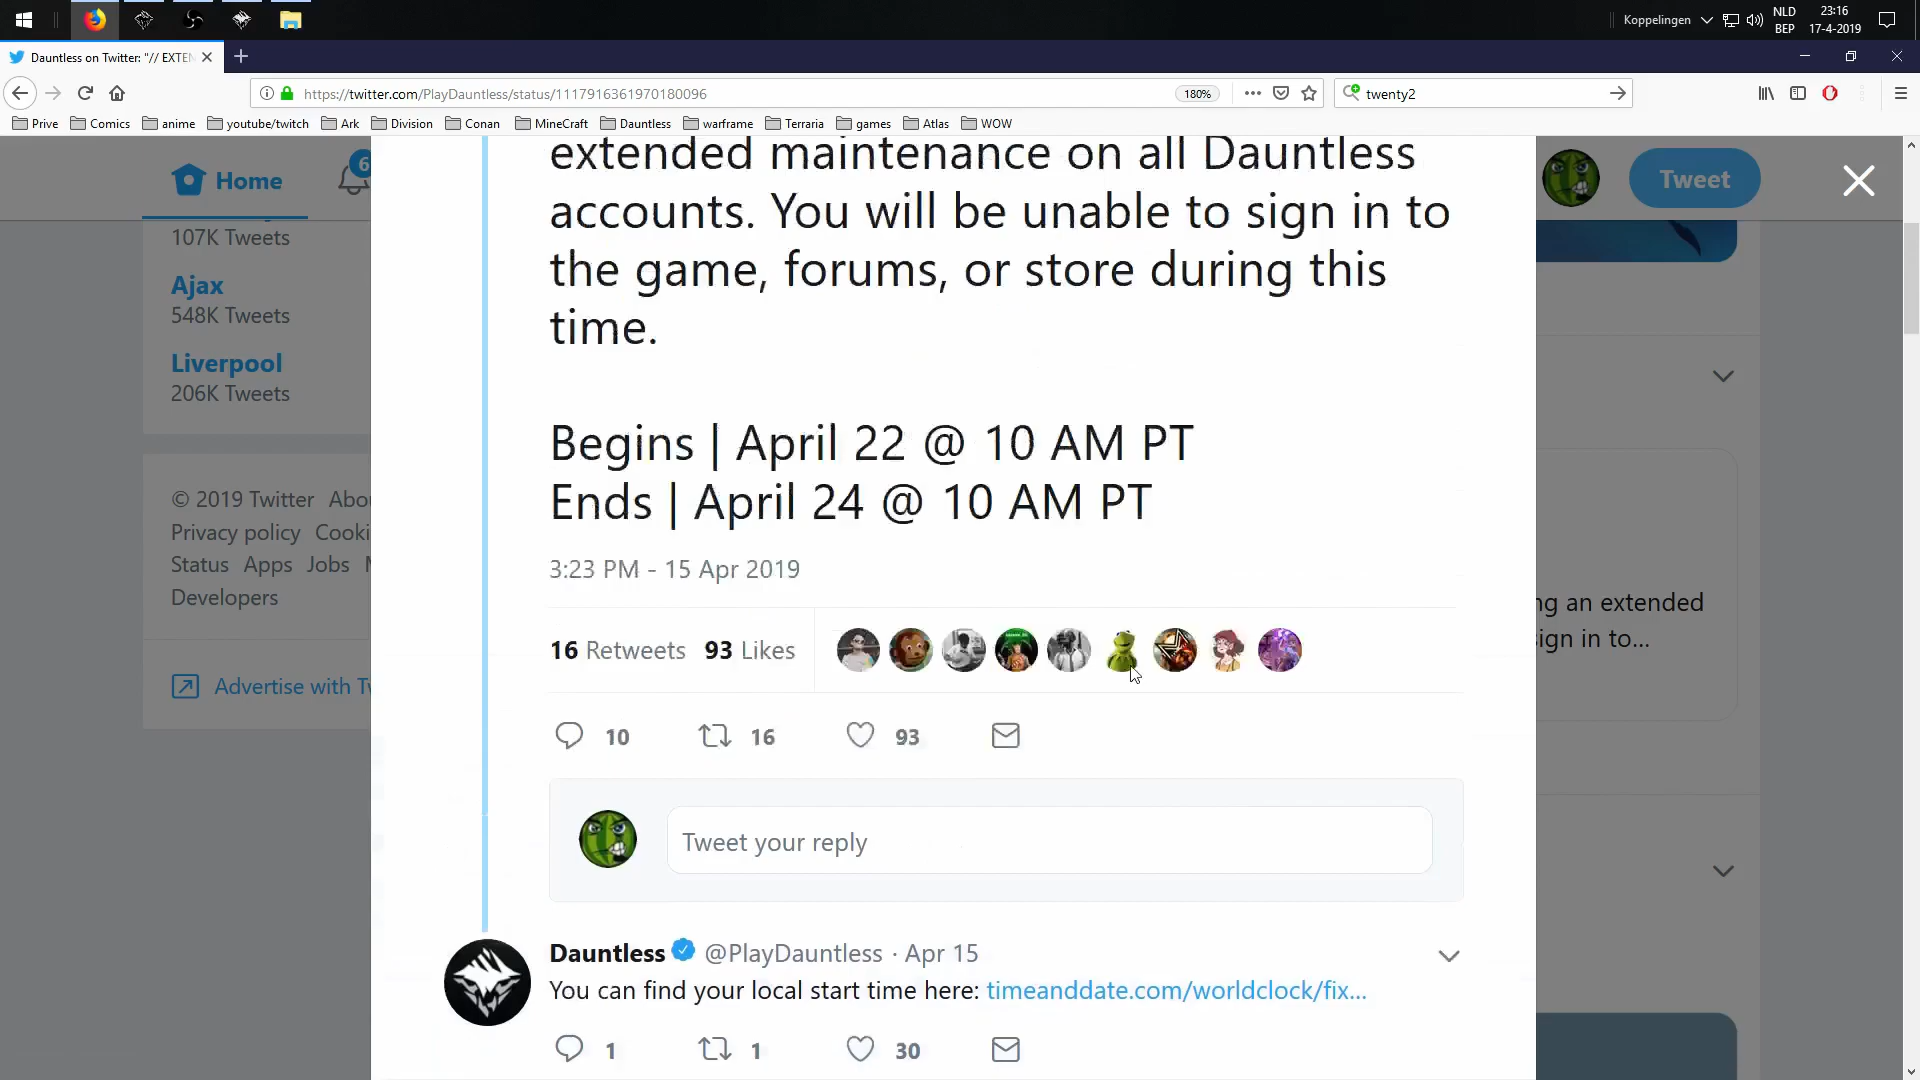 Koppelingen
NLD
BEP
23:16
17-4-2019
Dauntless on Twitter: "// EXTEN
https://twitter.com/PlayDauntless/status/1117916361970180096
180%
twenty2
Prive
Comics
anime
youtube/twitch
Ark
Division
Conan
MineCraft
Dauntless
warframe
Terraria
games
Atlas
WOW
Home
6
Tweet
107K Tweets
Ajax
548K Tweets
Liverpool
206K Tweets
© 2019 Twitter Abou
Privacy policy Cooki
Status Apps Jobs
Developers
Advertise with Tw
extended maintenance on all Dauntless
accounts. You will be unable to sign in to
the game, forums, or store during this
time.
Begins | April 22 @ 10 AM PT
Ends | April 24 @ 10 AM PT
3:23 PM - 15 Apr 2019
16 Retweets 93 Likes
10 16 93
Tweet your reply
Dauntless @PlayDauntless · Apr 15
You can find your local start time here: timeanddate.com/worldclock/fix...
1 1 30
ng an extended
sign in to...